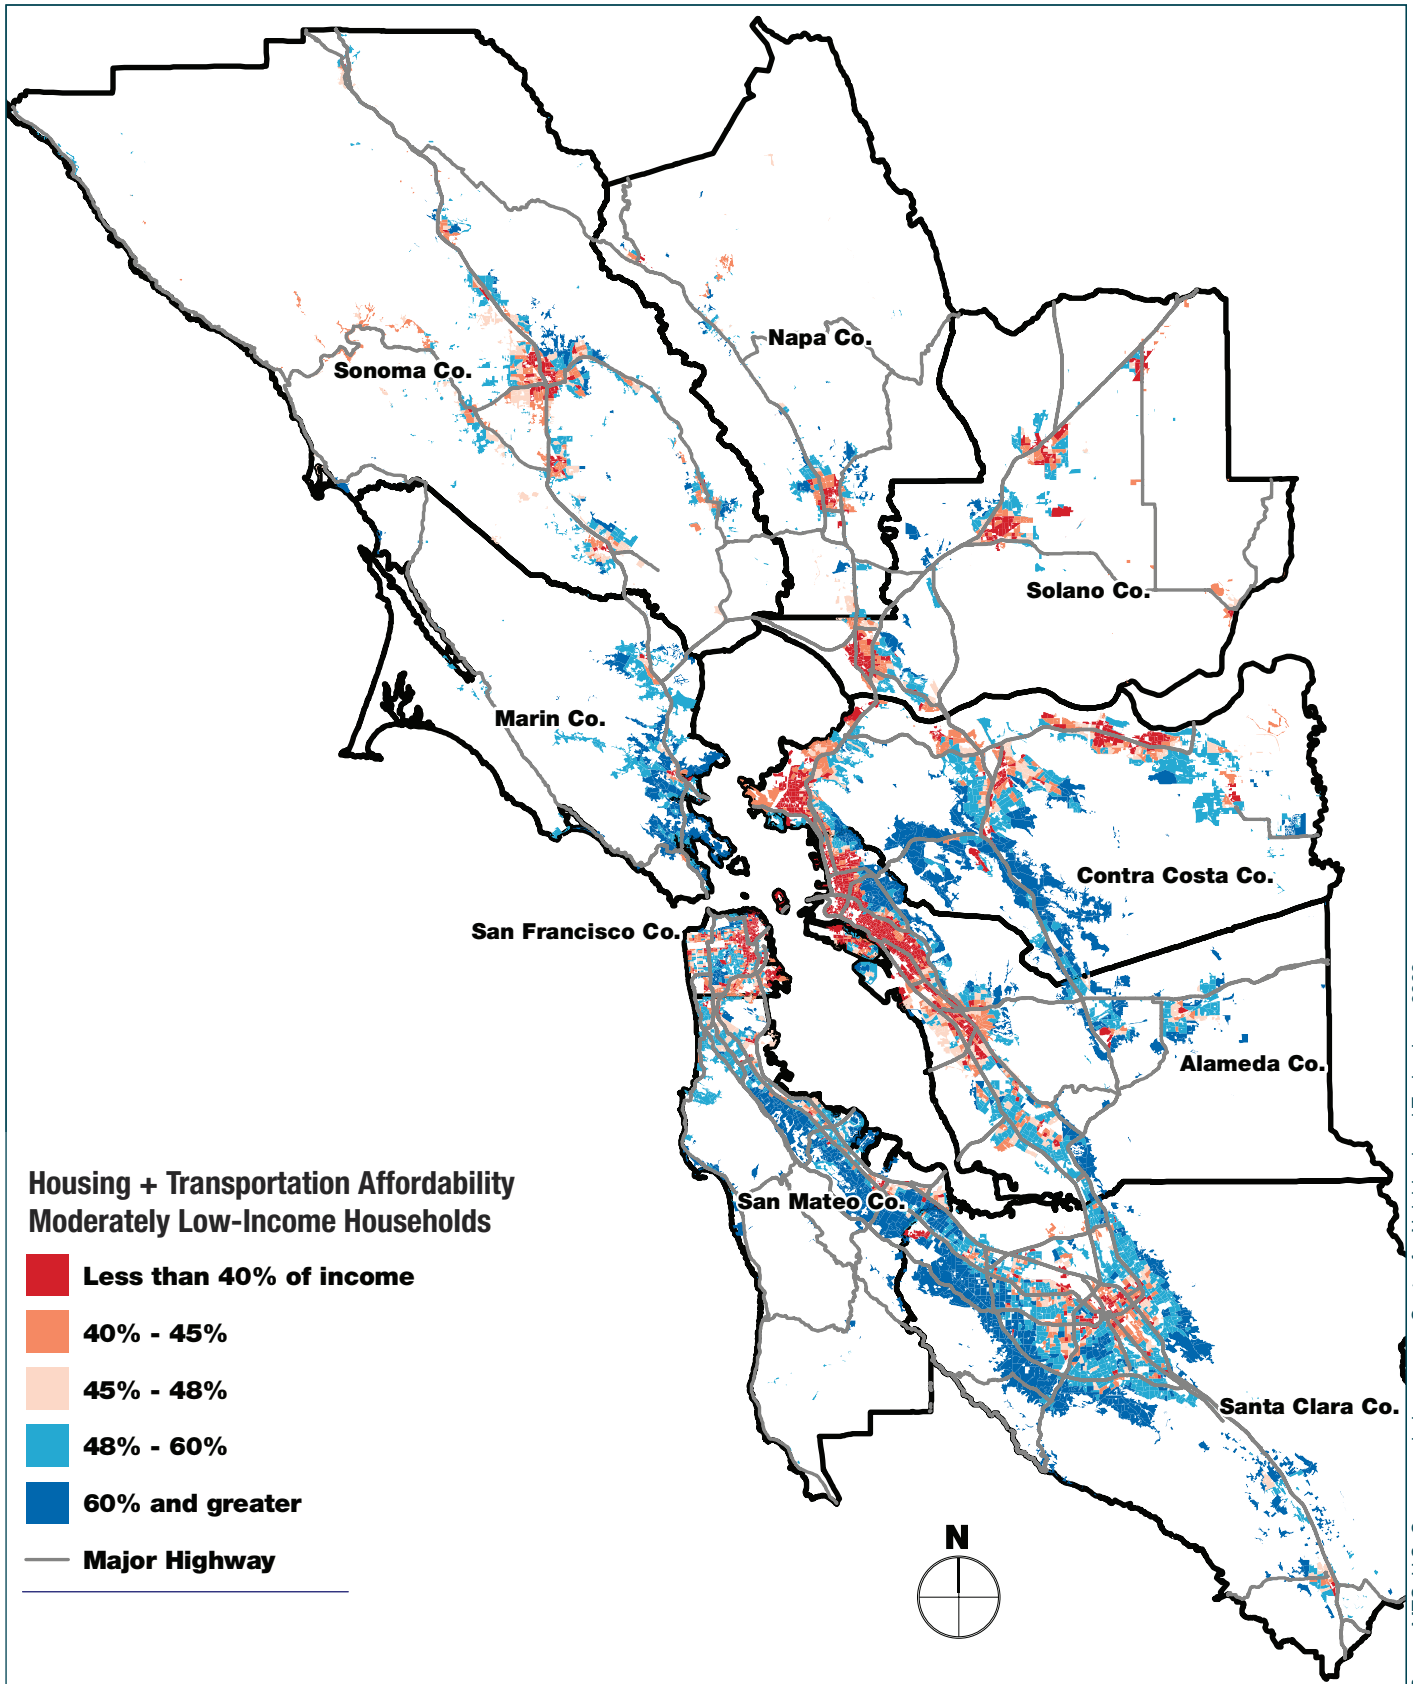 Napa Co.
Sonoma Co.
Solano Co.
Marin Co.
Contra Costa Co.
San Francisco Co.
Alameda Co.
San Mateo Co.
Santa Clara Co.
Housing + Transportation Affordability
Moderately Low-Income Households
Less than 40% of income
40% - 45%
45% - 48%
48% - 60%
60% and greater
Major Highway
N